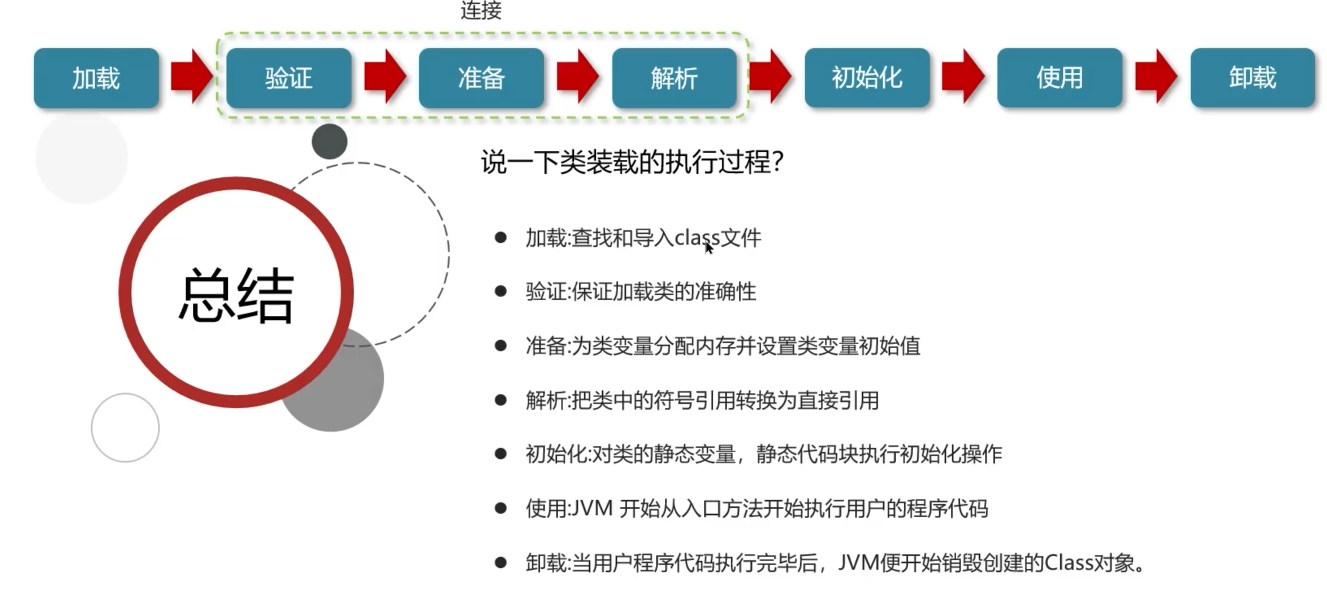 连接
加载
验证
准备
解析
初始化
使用
卸载
说一下类装载的执行过程?
总结
加载:查找和导入class文件
验证:保证加载类的准确性
准备:为类变量分配内存并设置类变量初始值
解析:把类中的符号引用转换为直接引用
初始化:对类的静态变量，静态代码块执行初始化操作
使用:JVM 开始从入口方法开始执行用户的程序代码
卸载:当用户程序代码执行完毕后，JVM便开始销毁创建的Class对象。